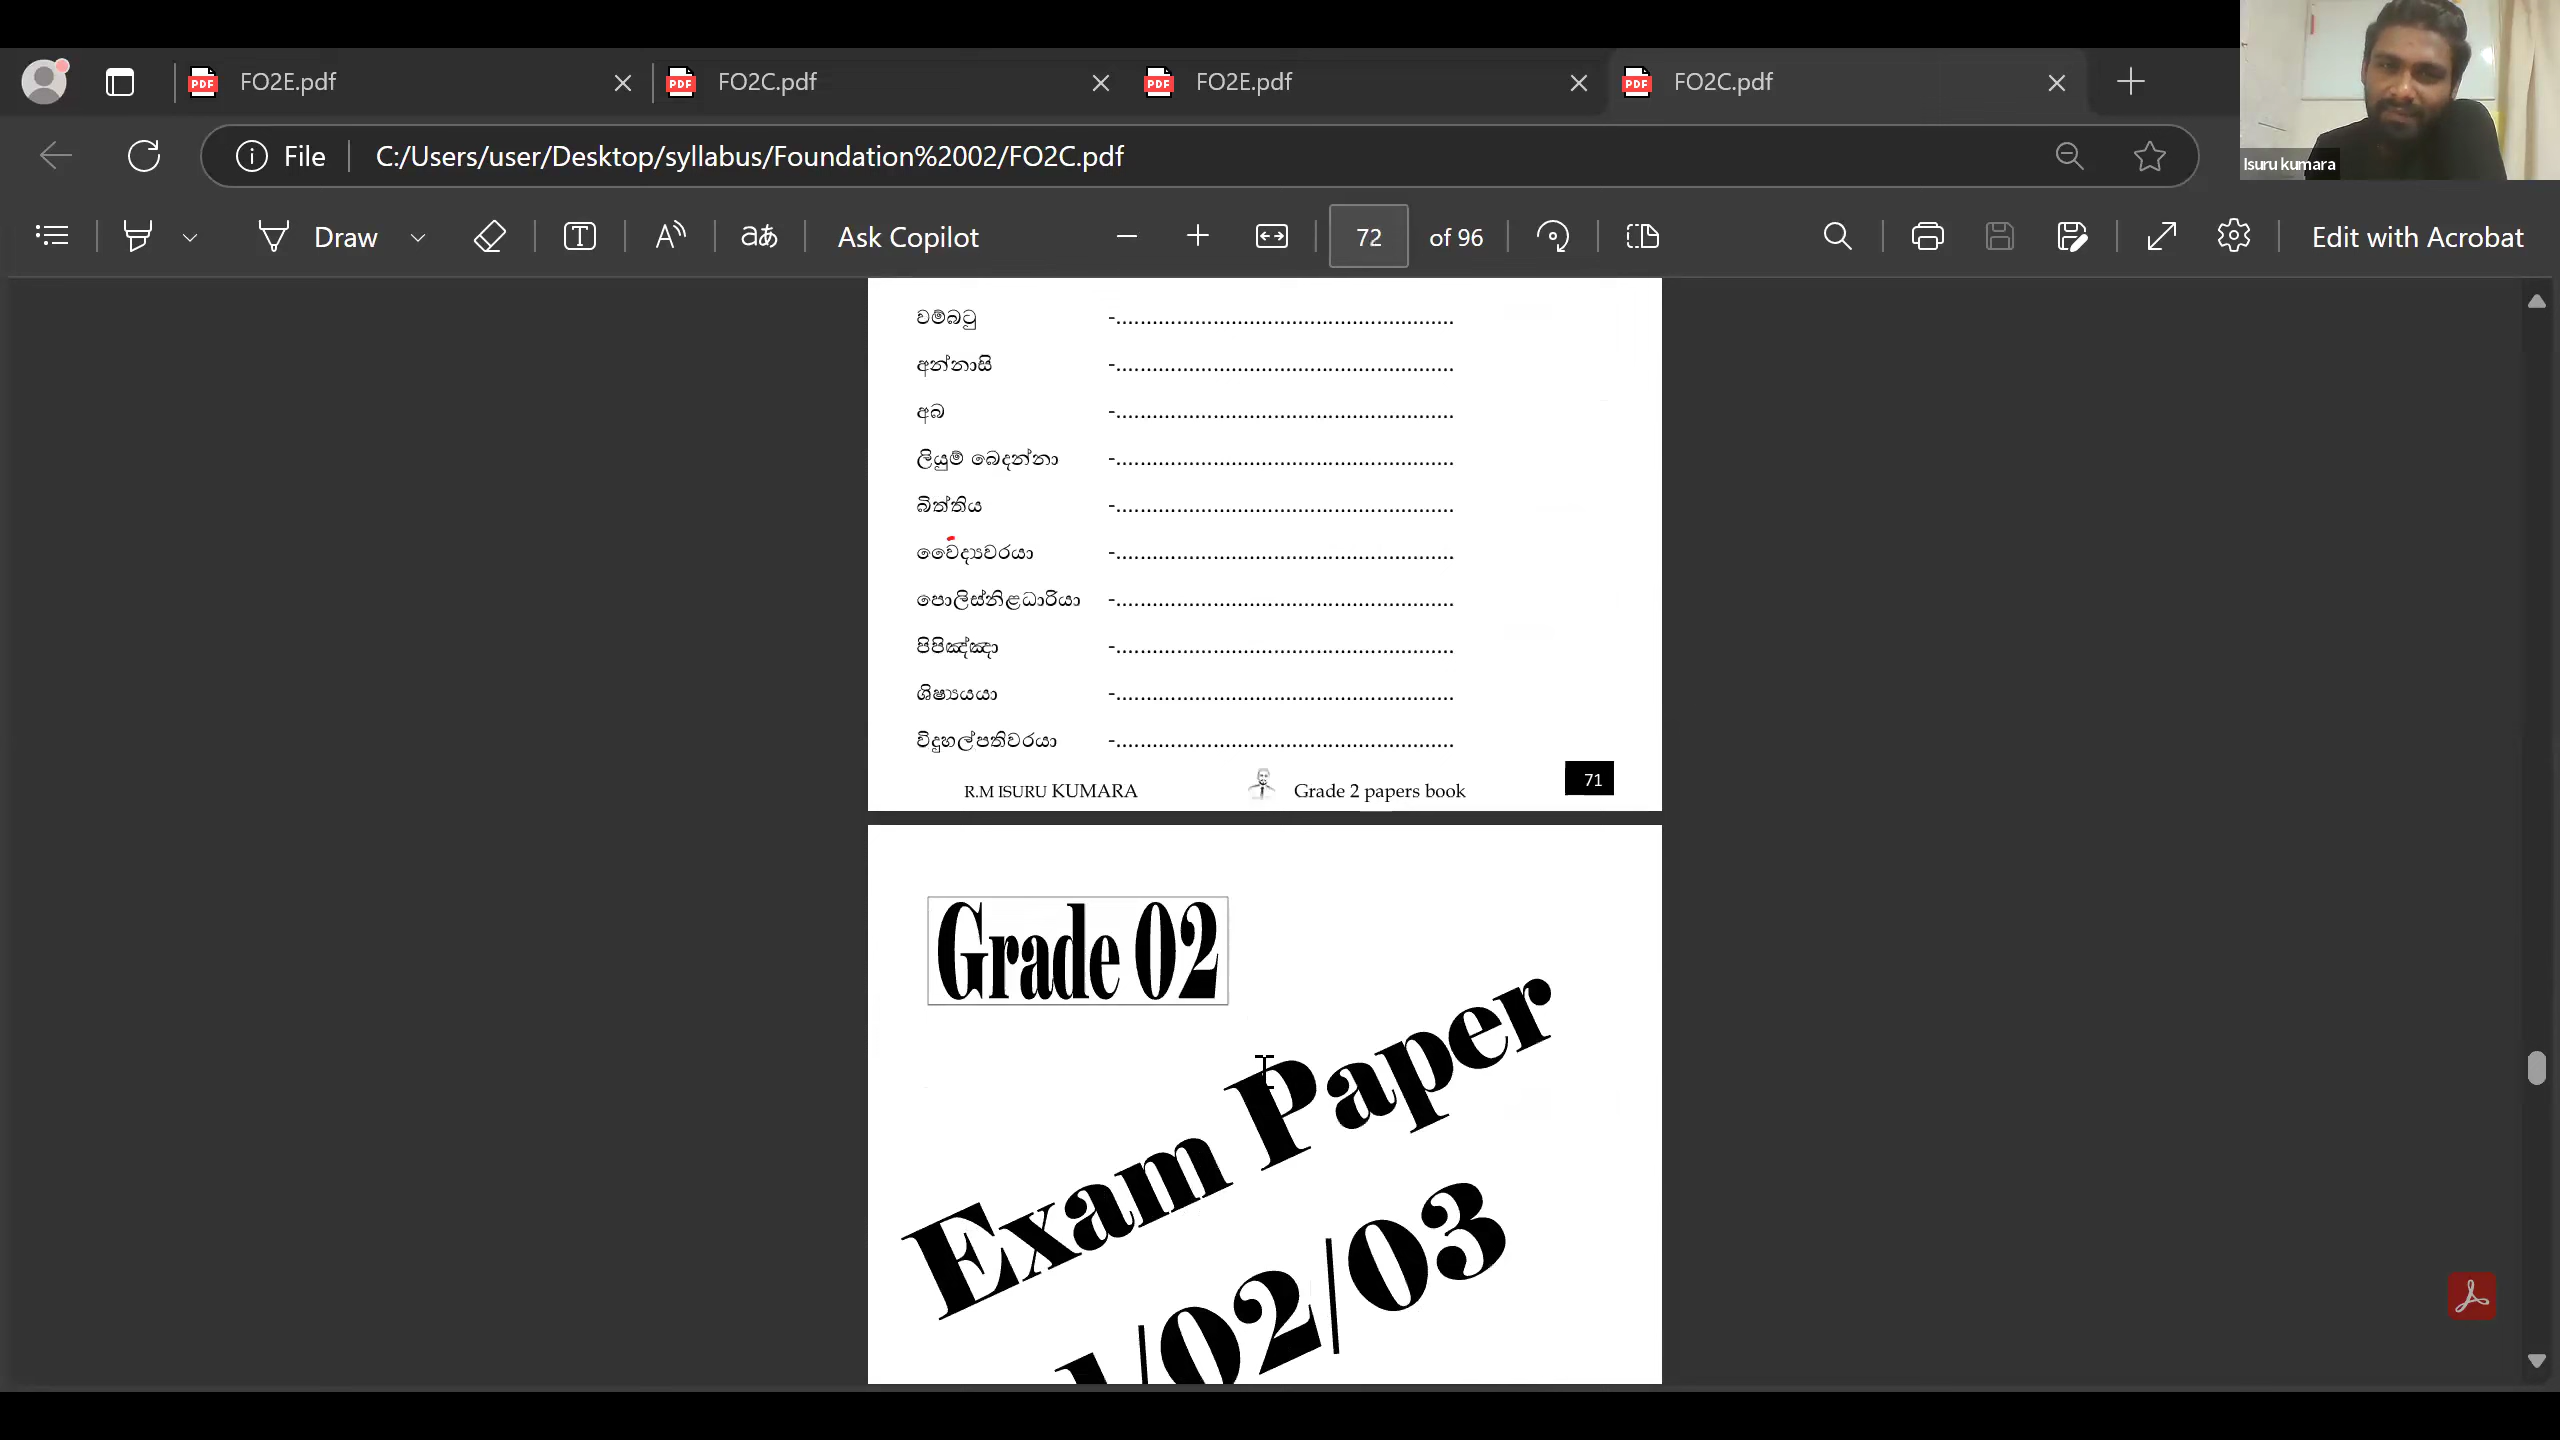 FO2E.pdf
FO2C.pdf
FO2E.pdf
FO2C.pdf
File
C:/Users/user/Desktop/syllabus/Foundation%2002/FO2C.pdf
Isuru kumara
Draw
Ask Copilot
72
of 96
Edit with Acrobat
වම්බටු -........................................................
අන්නාසි -........................................................
අබ -........................................................
ලියුම් බෙදන්නා -........................................................
බිත්තිය -........................................................
වෛද්‍යවරයා -........................................................
පොලිස්නිළධාරියා -........................................................
පිපිඤ්ඤා -........................................................
ශිෂ්‍යයයා -........................................................
විදුහල්පතිවරයා -........................................................
R.M ISURU KUMARA
Grade 2 papers book
71
Grade 02
Exam Paper
/02/03